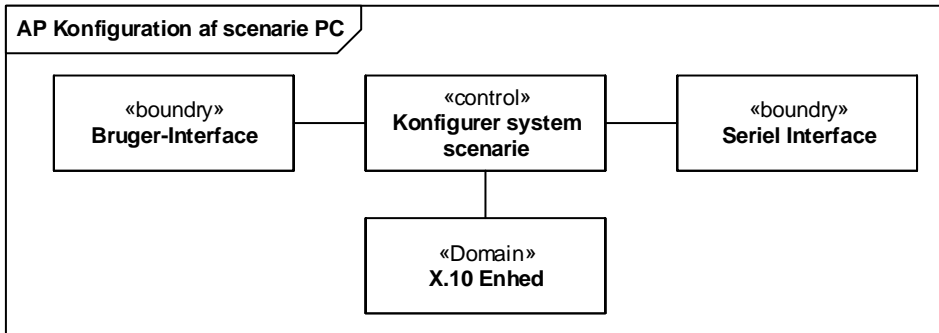 AP Konfiguration af scenarie PC
«boundry»
Bruger-Interface
«control»
Konfigurer system
scenarie
«boundry»
Seriel Interface
«Domain»
X.10 Enhed